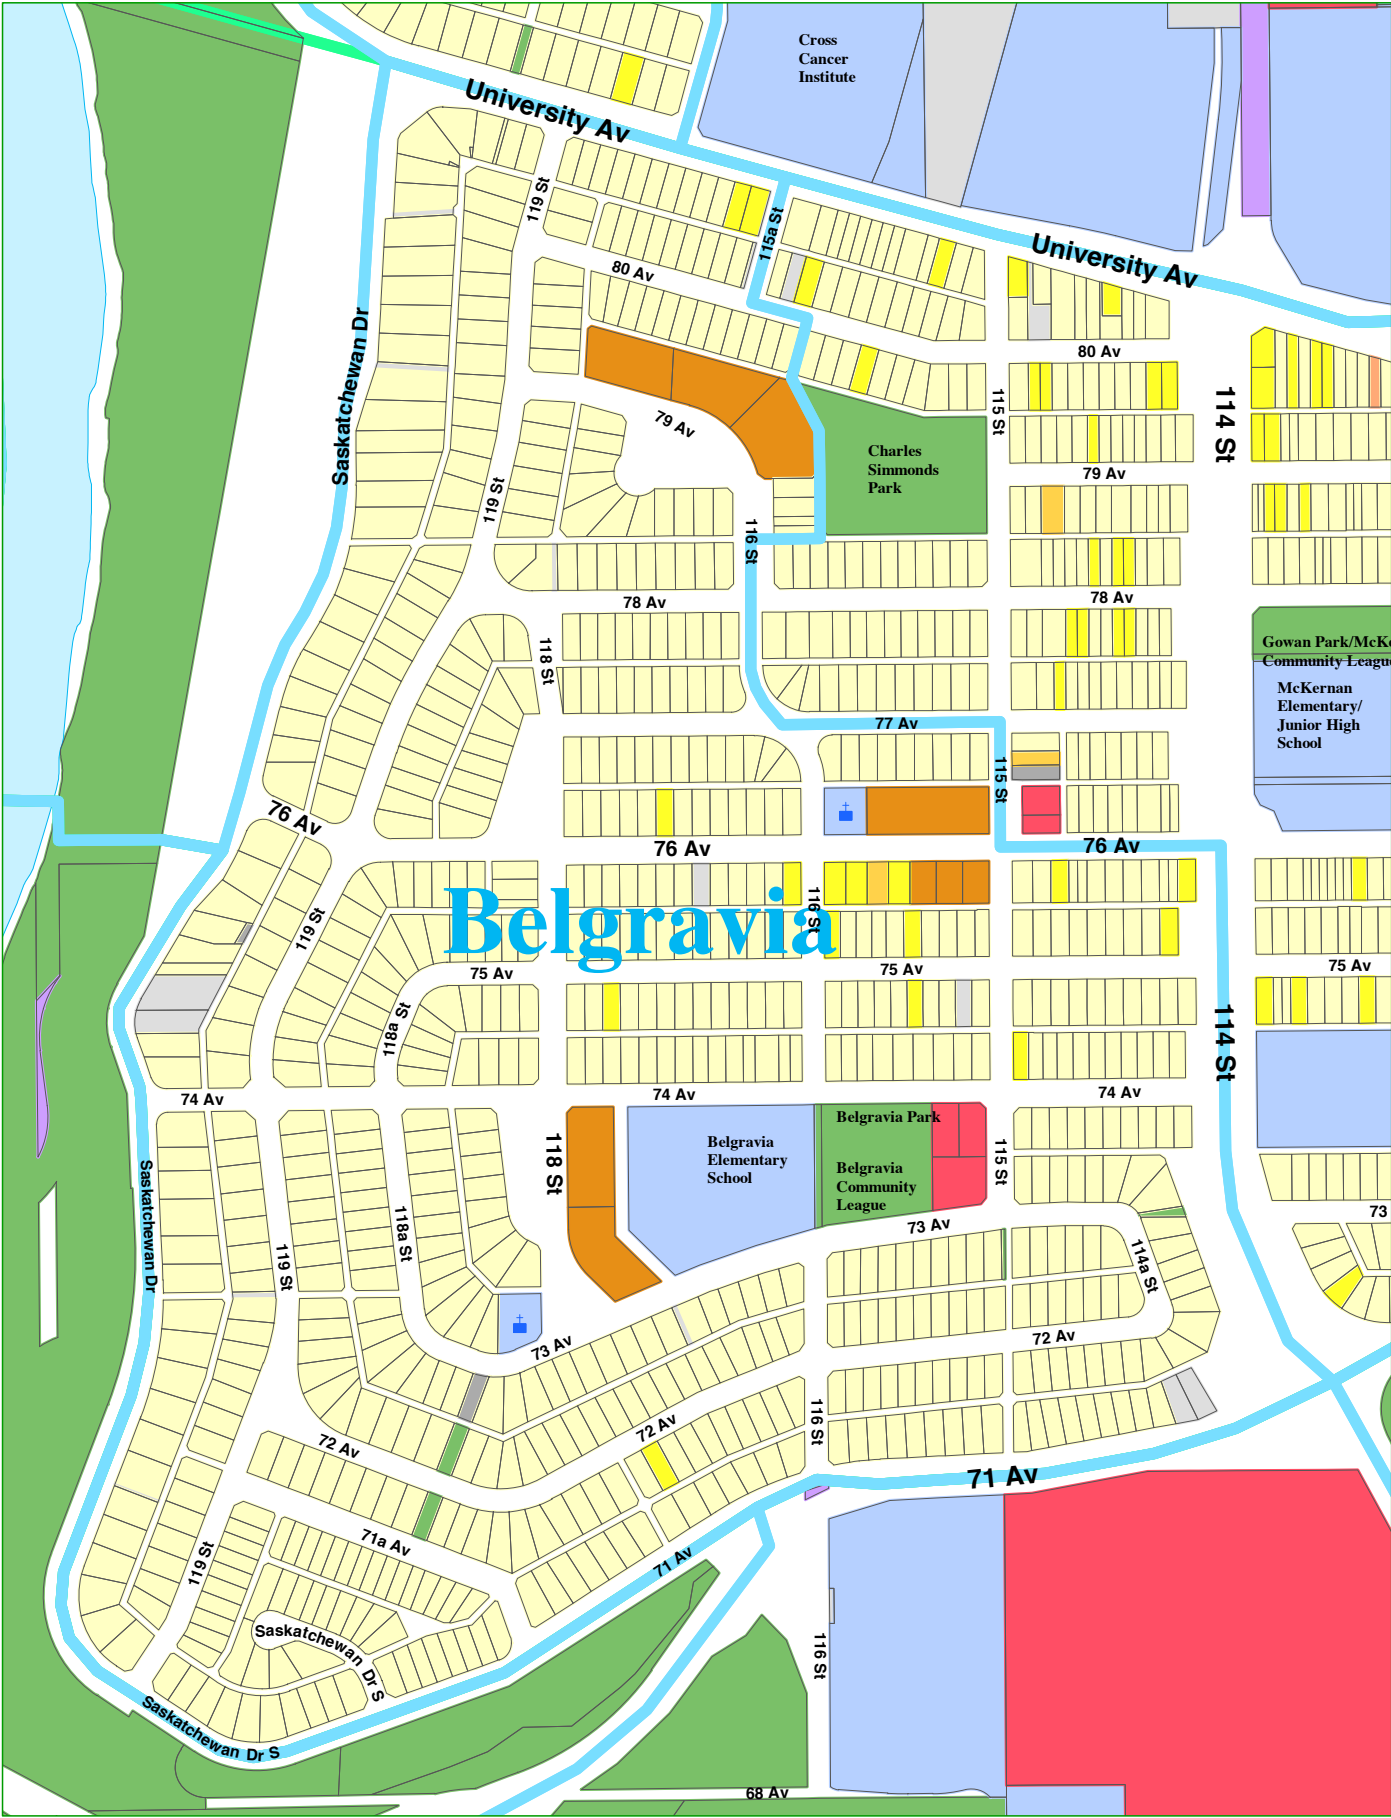 Cross
Cancer
Institute
University Av
119 St
115a St
University Av
80 Av
Saskatchewan Dr
80 Av
115 St
114 St
79 Av
Charles
Simmonds
Park
79 Av
119 St
116 St
78 Av
78 Av
118 St
Gowan Park/McKe
Community League
McKernan
Elementary/
Junior High
School
77 Av
115 St
76 Av
76 Av
76 Av
Belgravia
116 St
119 St
75 Av
75 Av
75 Av
118a St
114 St
74 Av
74 Av
74 Av
Belgravia Park
118 St
Belgravia
Elementary
School
115 St
Belgravia
Community
League
Saskatchewan Dr
118a St
73 Av
73
119 St
114a St
73 Av
72 Av
116 St
72 Av
72 Av
71 Av
71a Av
119 St
71 Av
Saskatchewan Dr S
116 St
Saskatchewan Dr S
68 Av